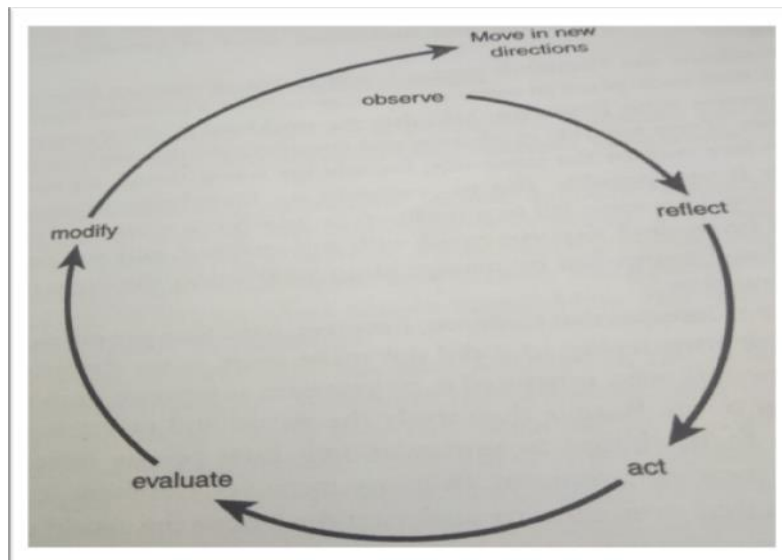 Move in new
directions
observe
reflect
act
evaluate
modify